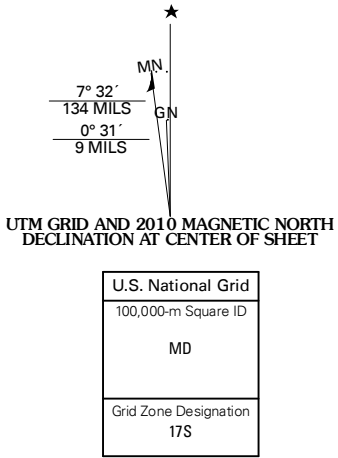 ★
MN
7° 32´
134 MILS
GN
0° 31´
9 MILS
UTM GRID AND 2010 MAGNETIC NORTH
DECLINATION AT CENTER OF SHEET
U.S. National Grid
100,000-m Square ID
MD
Grid Zone Designation
17S